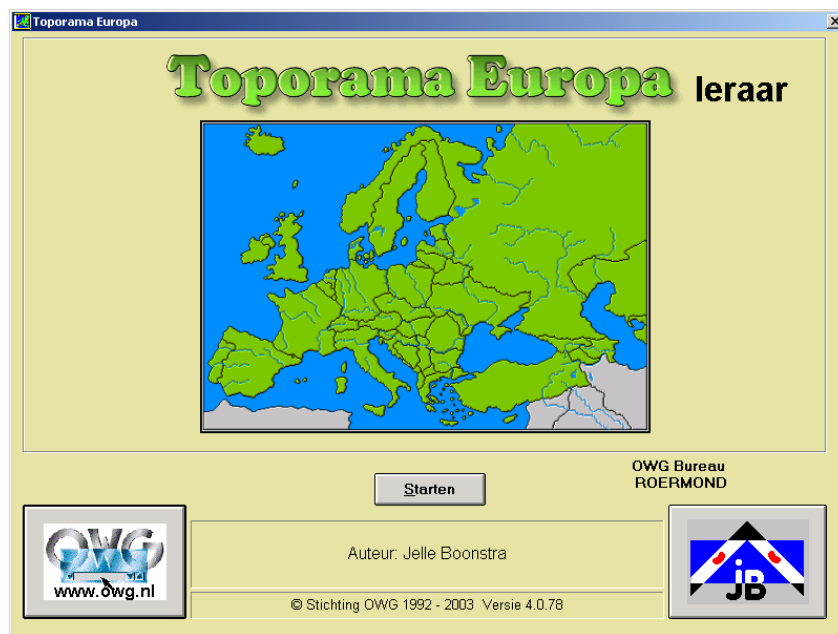 Toporama Europa
Toporama Europa leraar
OWG Bureau
ROERMOND
Starten
OWG
www.owg.nl
Auteur: Jelle Boonstra
jB
© Stichting OWG 1992 - 2003 Versie 4.0.78